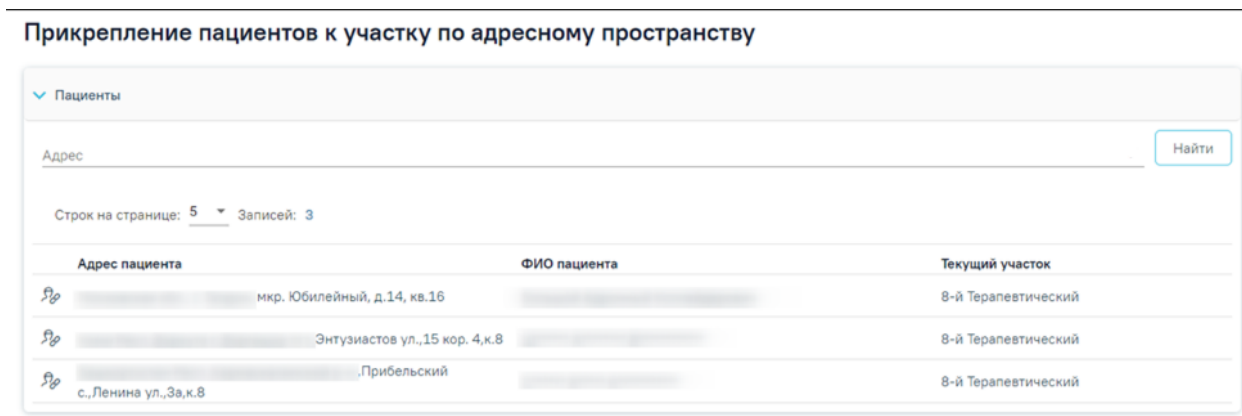 Прикрепление пациентов к участку по адресному пространству
Пациенты
Адрес
Найти
Строк на странице: 5 Записей: 3
Адрес пациента ФИО пациента Текущий участок
мкр. Юбилейный, д.14, кв.16 8-й Терапевтический
Энтузиастов ул.,15 кор. 4,к.8 8-й Терапевтический
,Прибельский 8-й Терапевтический
с.,Ленина ул.,3а,к.8